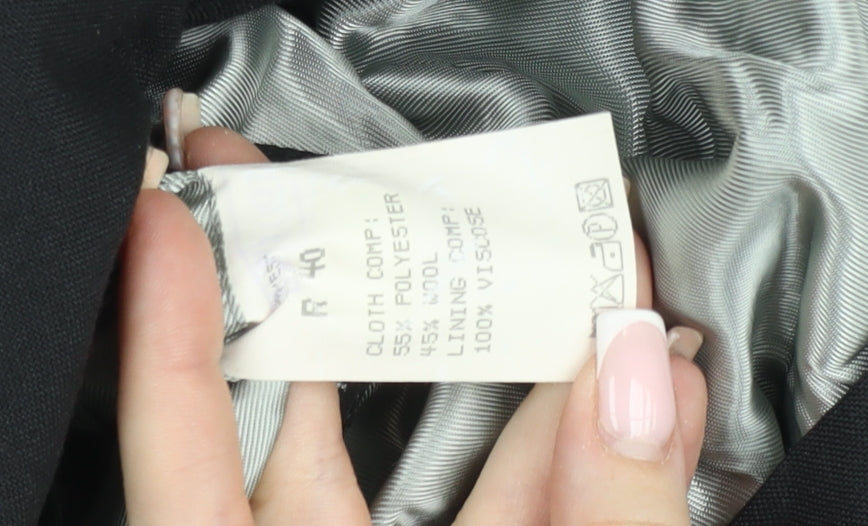 R 40
CLOTH COMP:
55% POLYESTER
45% WOOL
LINING COMP:
100% VISCOSE